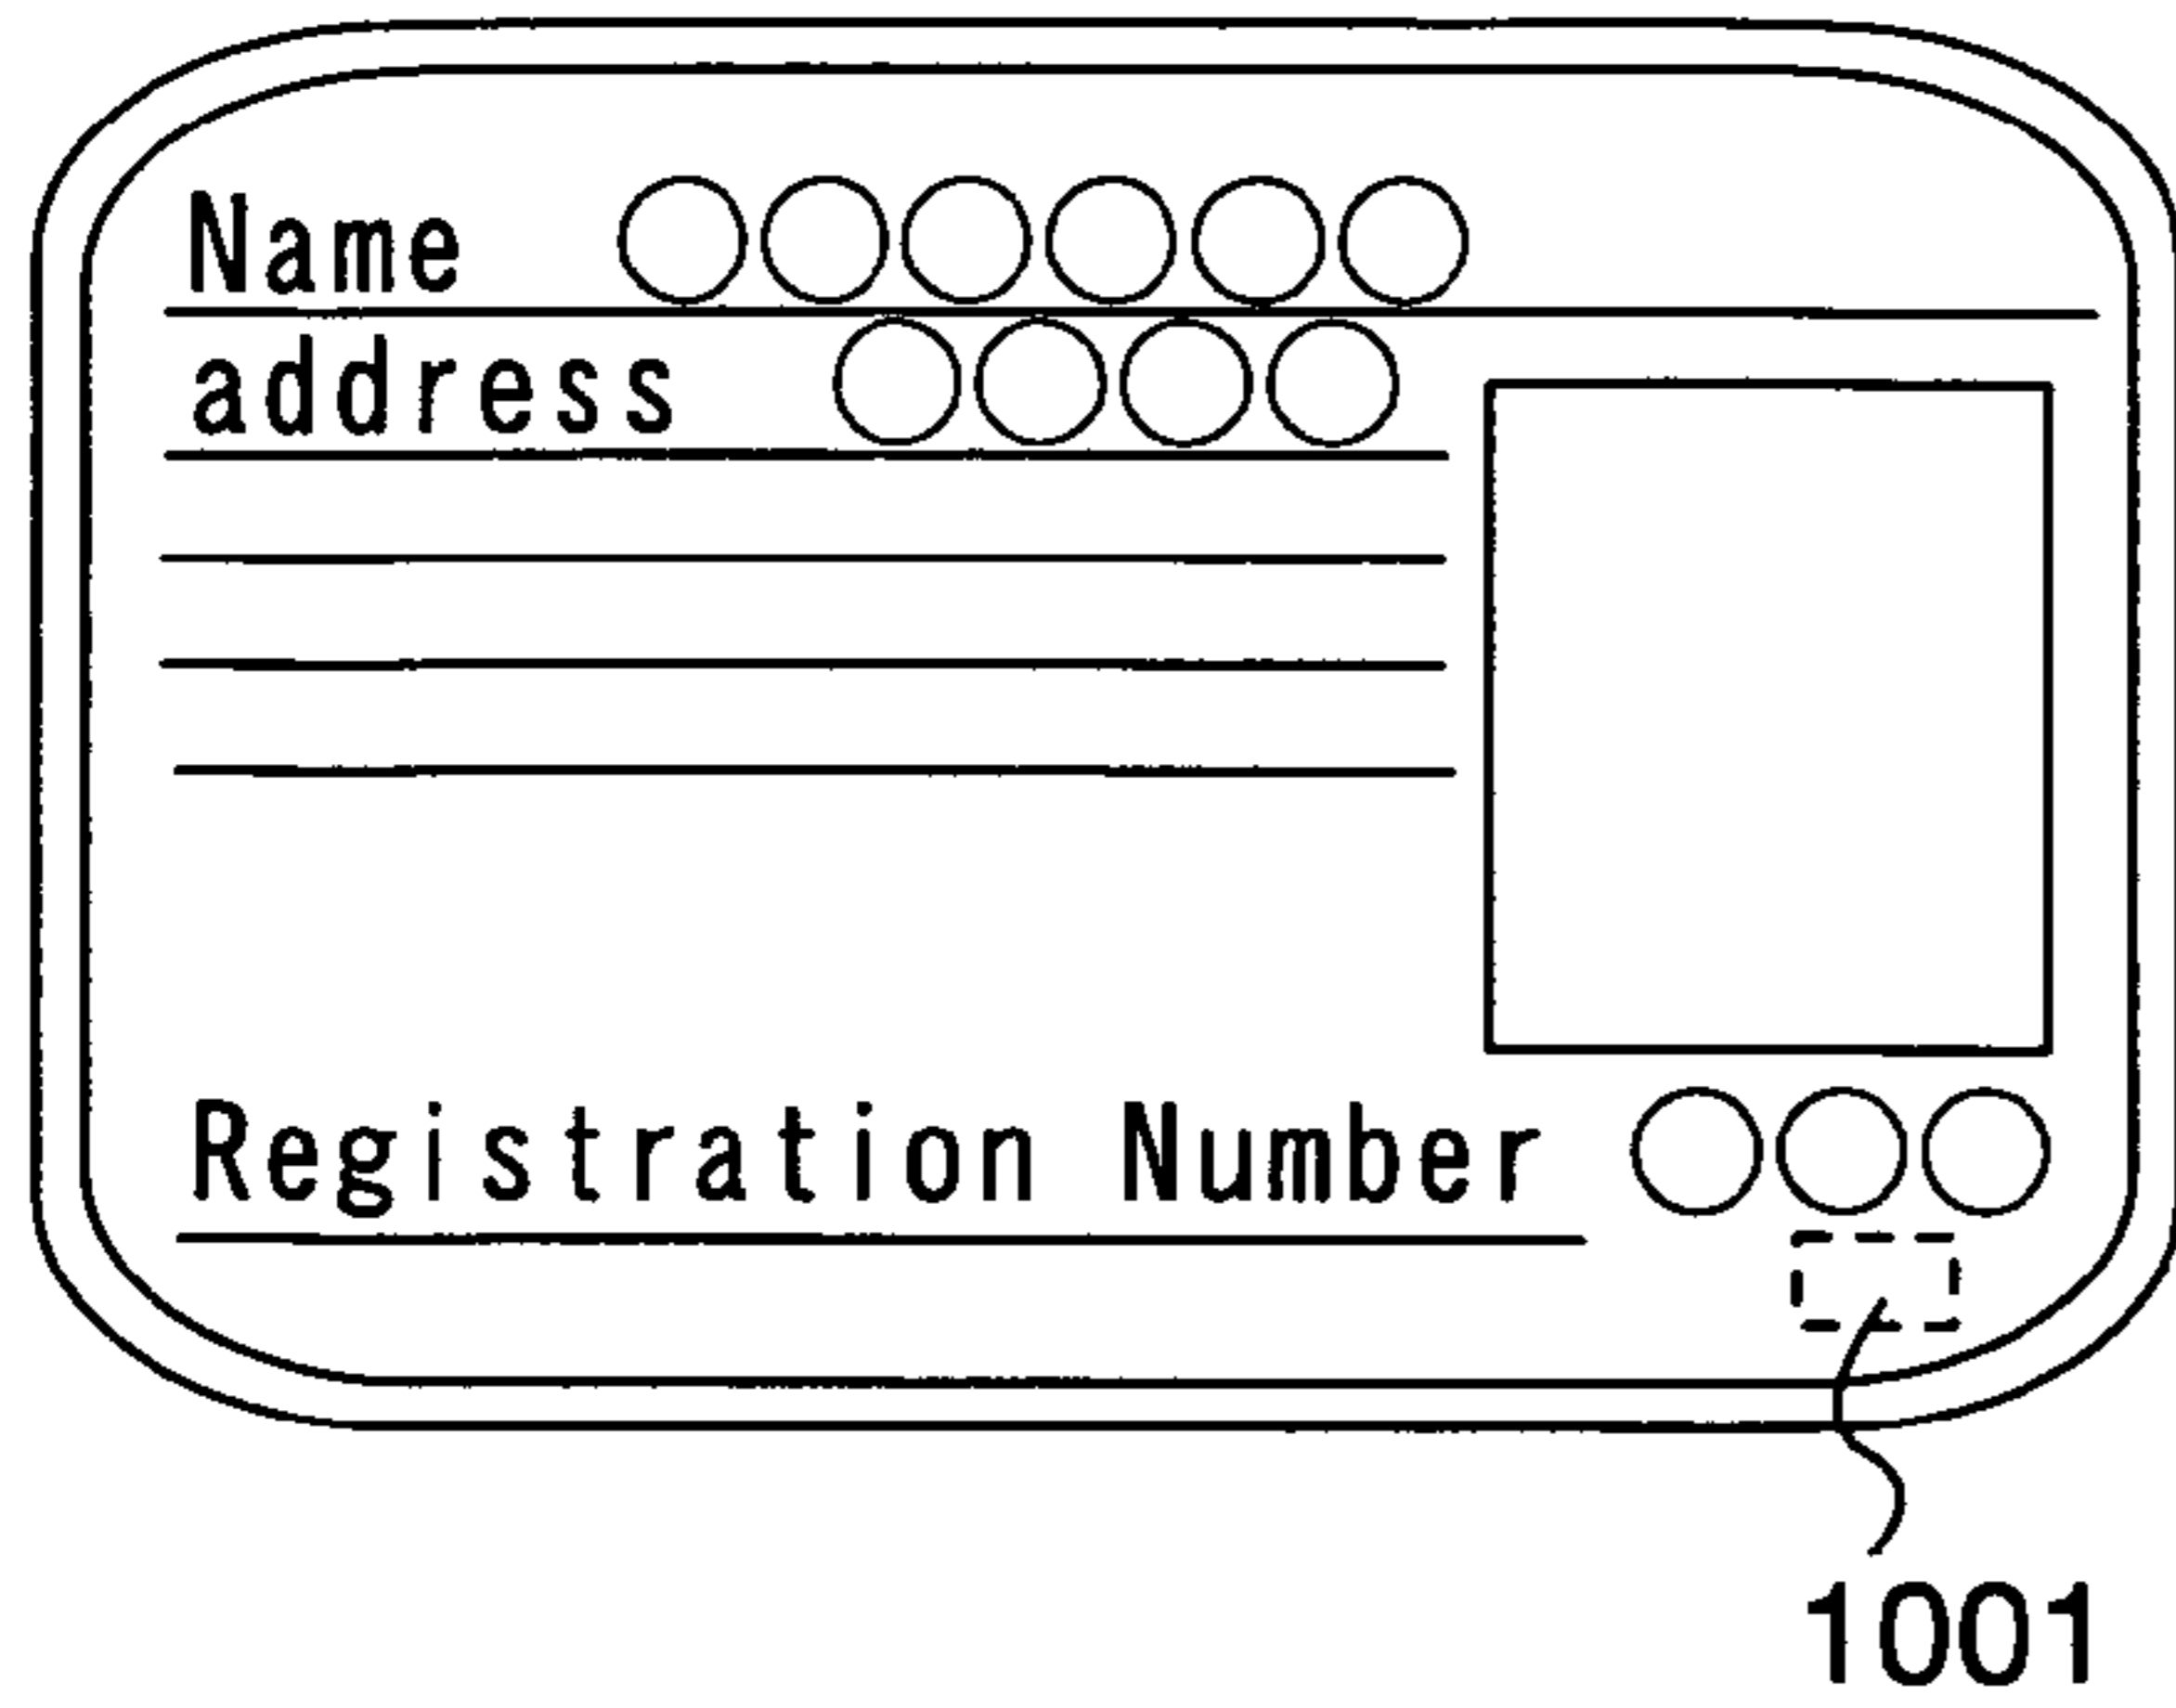 Name ○○○○○○
address ○○○○
Registration Number ○○○
1001